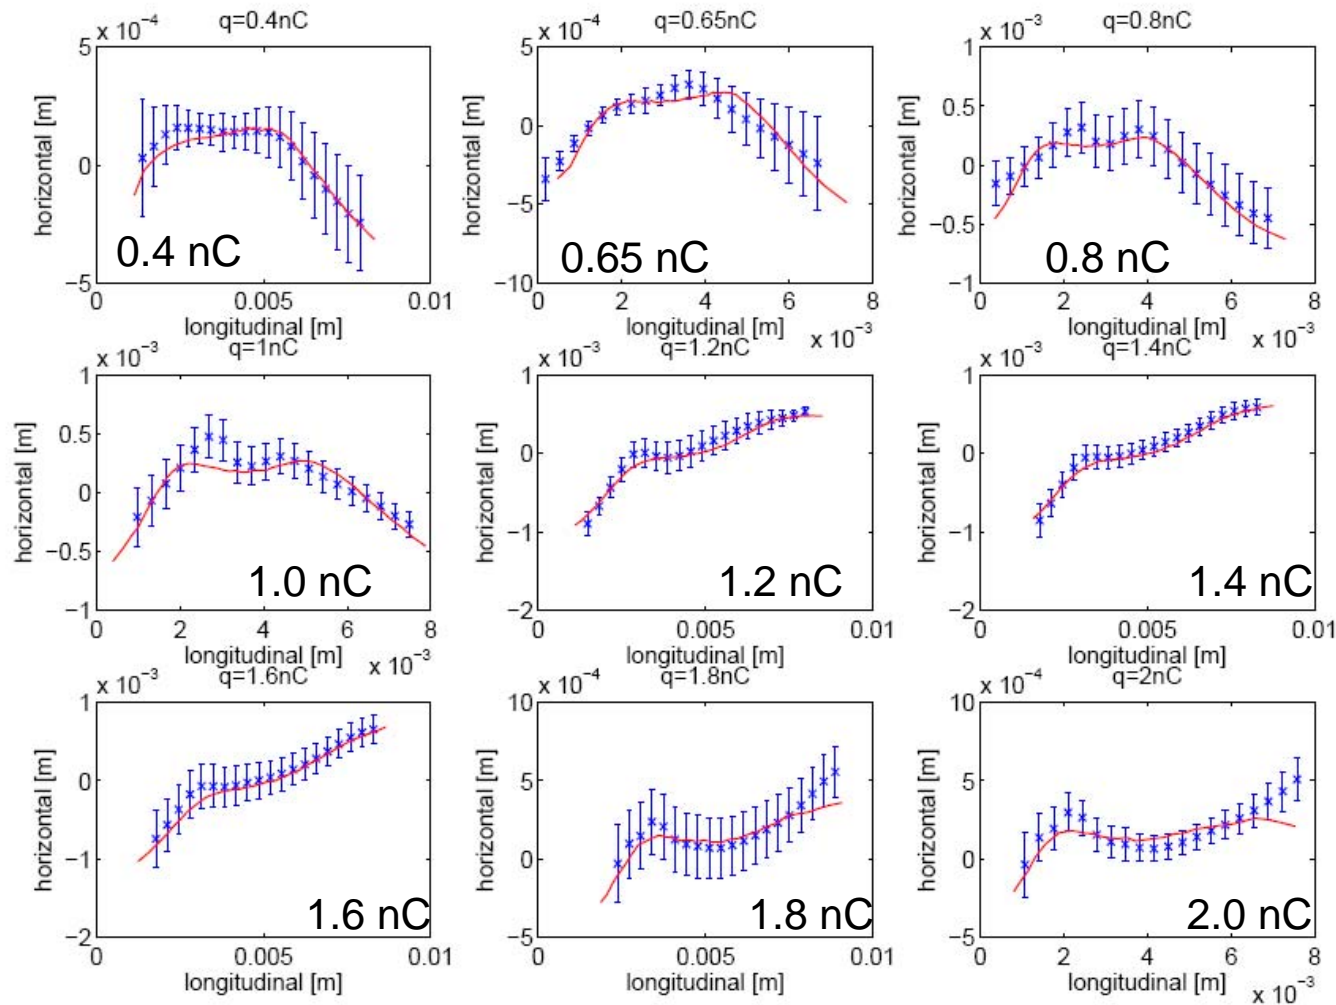 x 10⁻⁴ q=0.4nC
5
0
−5
horizontal [m]
0.4 nC
0 0.005 0.01
longitudinal [m]
x 10⁻⁴ q=0.65nC
5
0
−5
−10
horizontal [m]
0.65 nC
0 2 4 6 8
longitudinal [m]
x 10⁻³
x 10⁻³ q=0.8nC
1
0.5
0
−0.5
−1
horizontal [m]
0.8 nC
0 2 4 6 8
longitudinal [m]
x 10⁻³
x 10⁻³ q=1nC
1
0.5
0
−0.5
−1
horizontal [m]
1.0 nC
0 2 4 6 8
longitudinal [m]
x 10⁻³
x 10⁻³ q=1.2nC
1
0
−1
−2
horizontal [m]
1.2 nC
0 0.005 0.01
longitudinal [m]
x 10⁻³ q=1.4nC
1
0
−1
−2
horizontal [m]
1.4 nC
0 0.005 0.01
longitudinal [m]
x 10⁻³ q=1.6nC
1
0
−1
−2
horizontal [m]
1.6 nC
0 0.005 0.01
longitudinal [m]
x 10⁻⁴ q=1.8nC
10
5
0
−5
horizontal [m]
1.8 nC
0 0.005 0.01
longitudinal [m]
x 10⁻⁴ q=2nC
10
5
0
−5
horizontal [m]
2.0 nC
0 2 4 6 8
longitudinal [m]
x 10⁻³